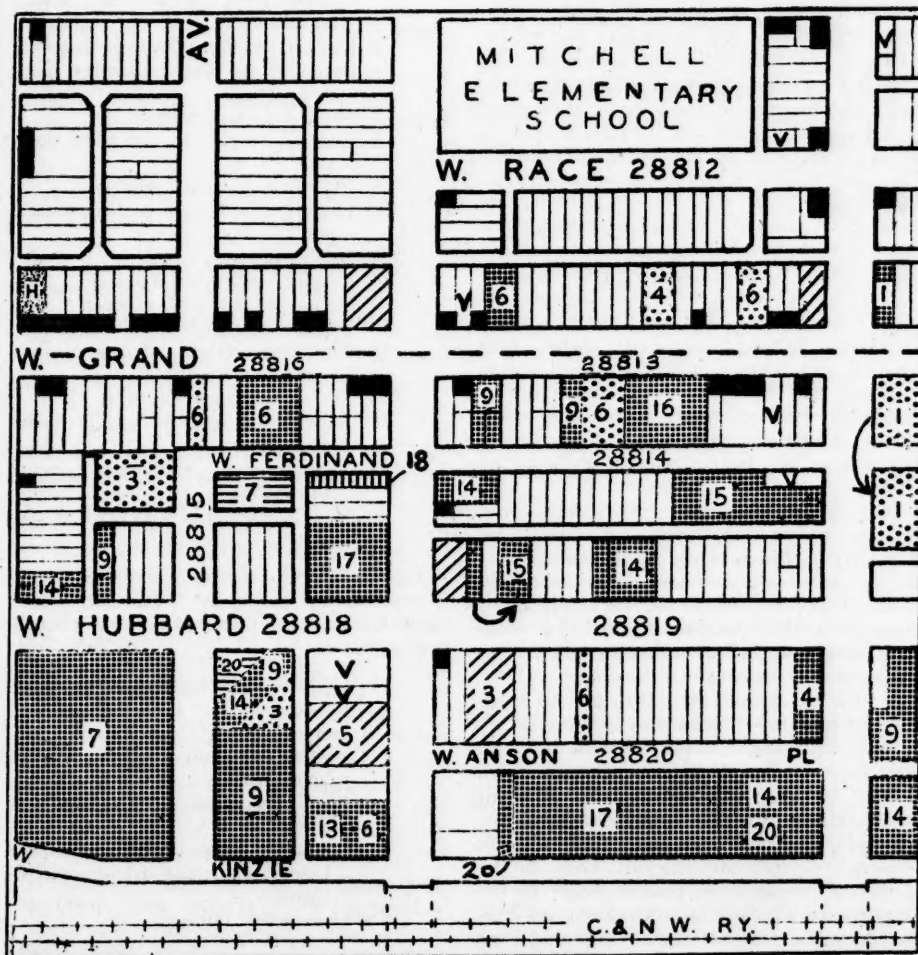 AV.
MITCHELL
ELEMENTARY
SCHOOL
V
V
W. RACE 28812
H
V
6
4
6
1
W. GRAND
28816
28813
6
6
9
9
6
16
V
1
W. FERDINAND
18
28814
3
7
14
15
V
1
28815
14
9
17
15
14
W. HUBBARD 28818
28819
7
20
9
14
3
V
V
5
3
6
4
9
W. ANSON
28820
PL
9
13
6
17
14
20
14
W.
KINZIE
20
C. & N. W. RY.